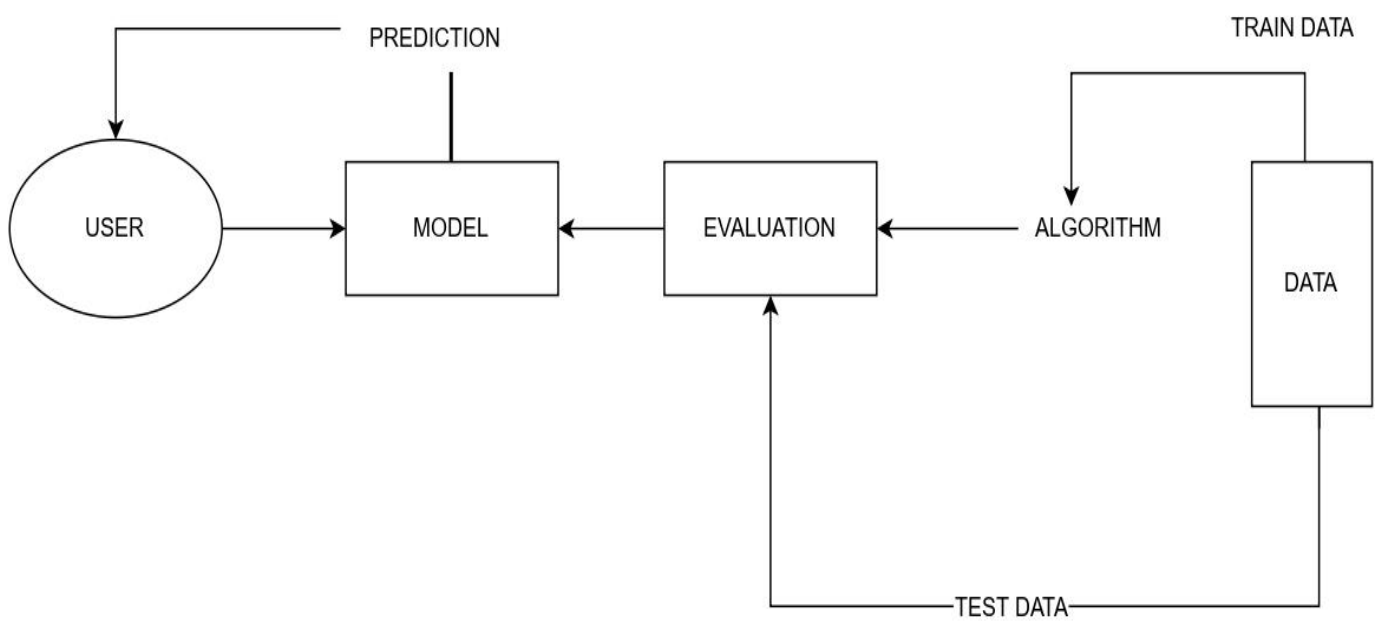 TRAIN DATA
PREDICTION
USER
MODEL
EVALUATION
ALGORITHM
DATA
TEST DATA